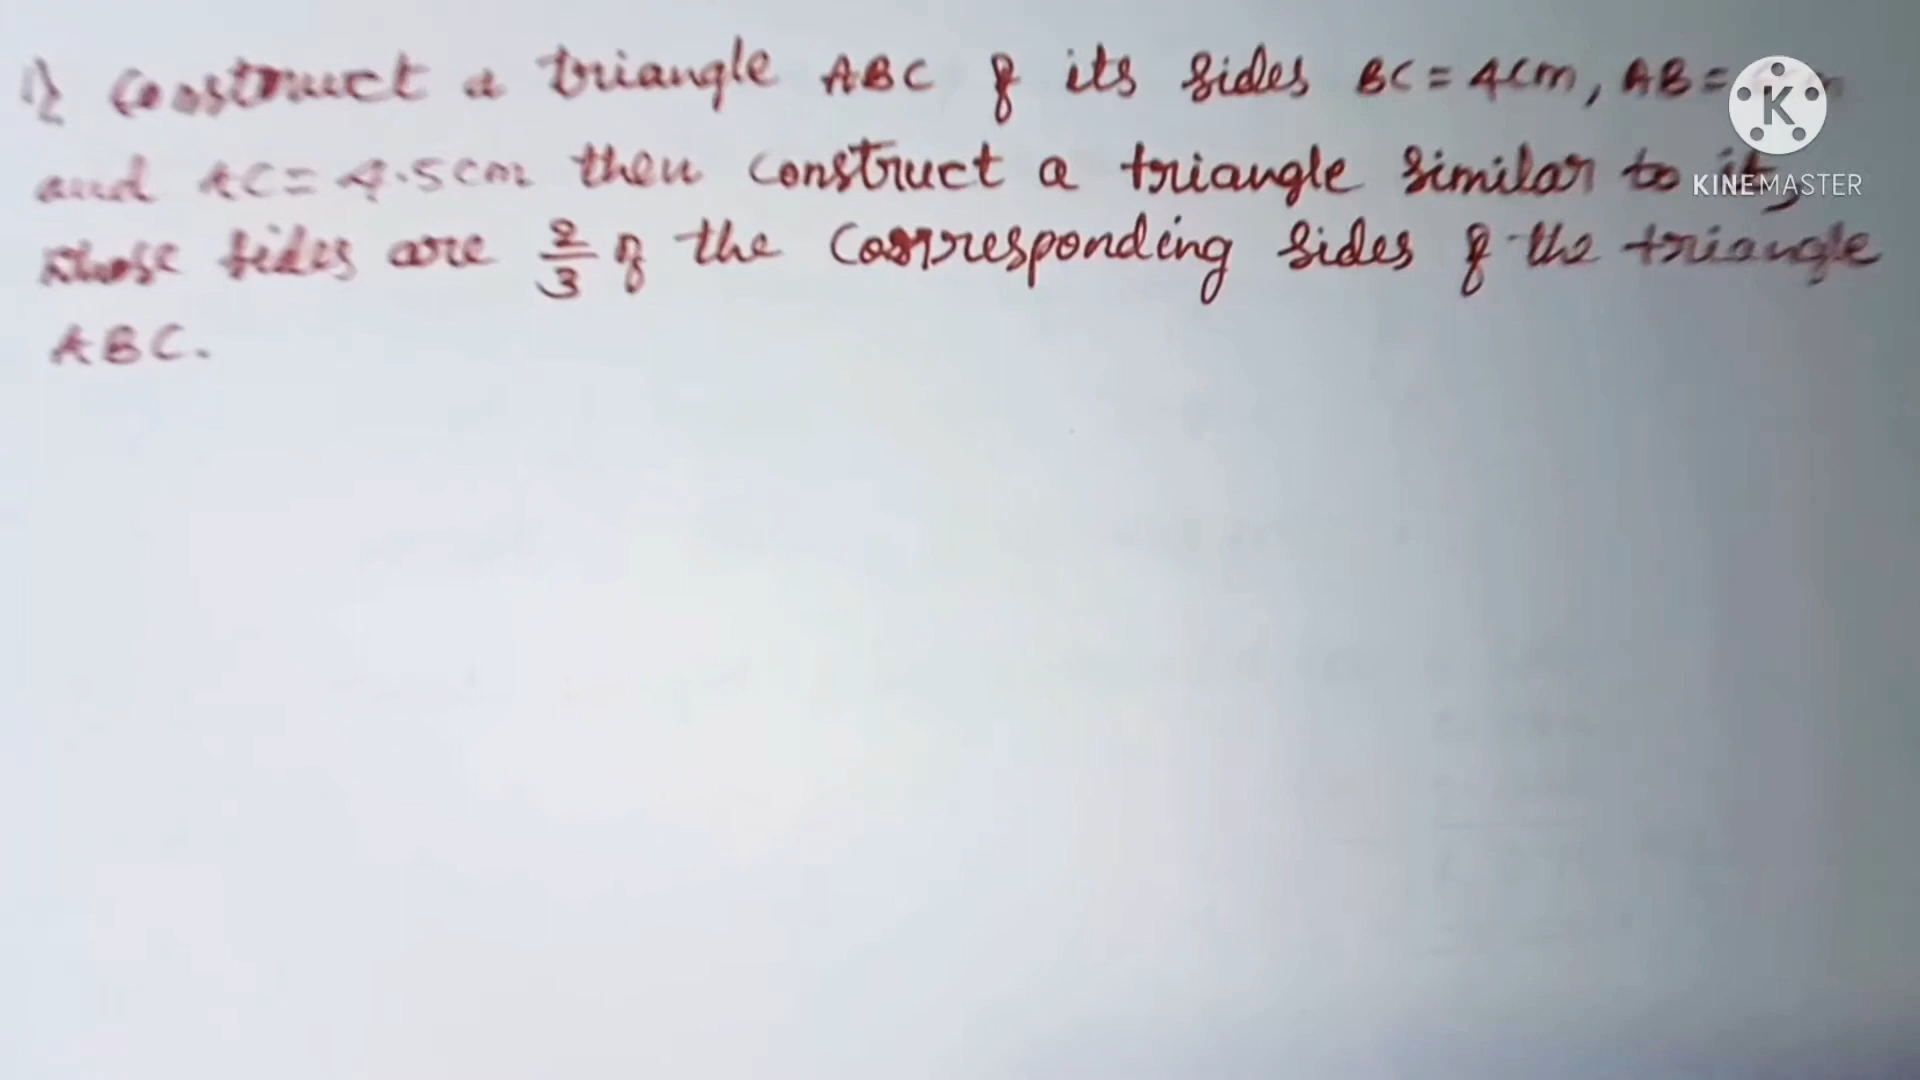 1) Construct a triangle ABC of its sides BC = 4cm, AB =
and AC = 4.5cm then construct a triangle similar to it,
whose sides are 2/3 of the corresponding sides of the triangle
ABC.
K
KINEMASTER